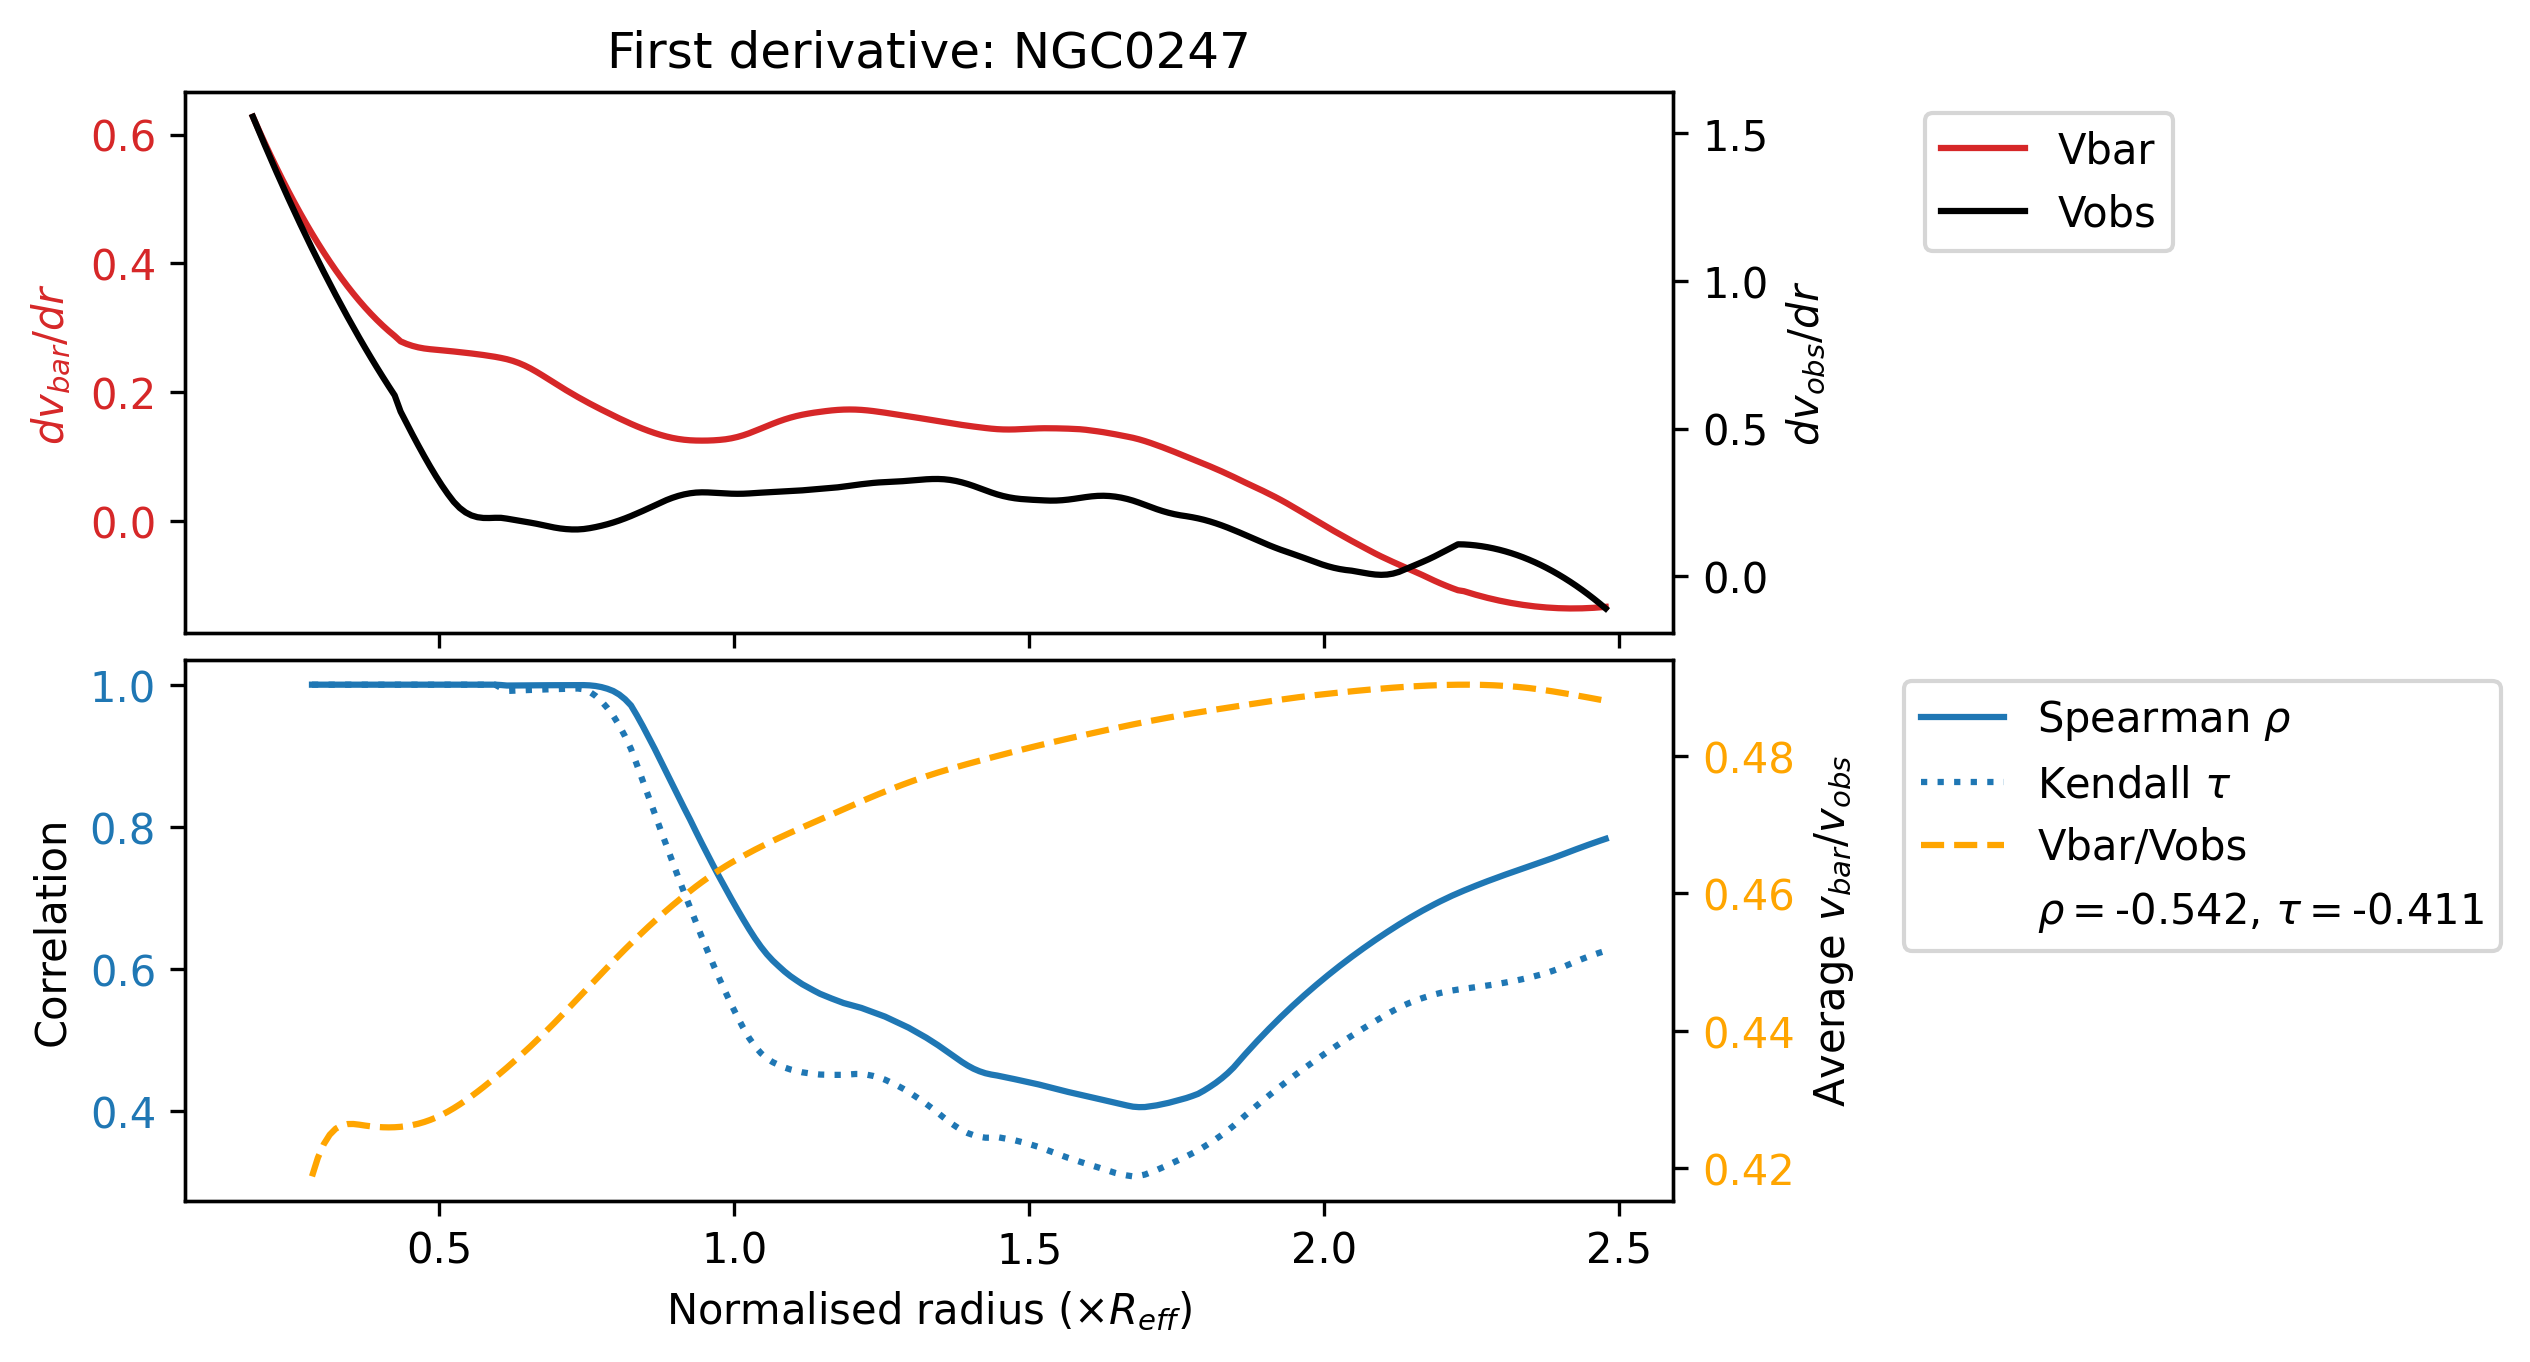 First derivative: NGC0247
0.6
0.4
0.2
0.0
dv_bar/dr
1.5
1.0
0.5
0.0
dv_obs/dr
Vbar
Vobs
1.0
0.8
0.6
0.4
Correlation
0.48
0.46
0.44
0.42
Average v_bar/v_obs
Spearman ρ
Kendall τ
Vbar/Vobs
ρ = -0.542, τ = -0.411
0.5 1.0 1.5 2.0 2.5
Normalised radius (×R_eff)